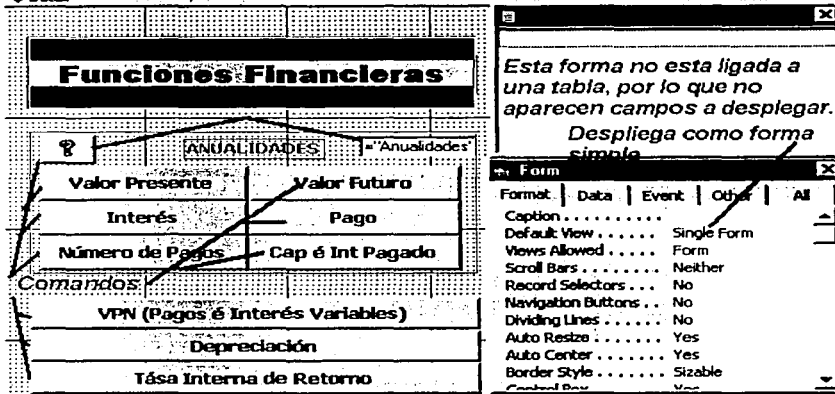 Funciones Financieras
ANUALIDADES
="Anualidades"
Valor Presente
Valor Futuro
Interés
Pago
Número de Pagos
Cap é Int Pagado
Comandos
VPN (Pagos é Interés Variables)
Depreciación
Tása Interna de Retorno
Esta forma no esta ligada a
una tabla, por lo que no
aparecen campos a desplegar.
Despliega como forma
simple
Form
Format Data Event Other All
Caption . . . . . . . . . .
Default View . . . . . Single Form
Views Allowed . . . . . Form
Scroll Bars . . . . . . . . Neither
Record Selectors . . . No
Navigation Buttons . . No
Dividing Lines . . . . . . No
Auto Resize . . . . . . . Yes
Auto Center . . . . . . . Yes
Border Style . . . . . . . Sizable
Control Box . . . . . . . Yes